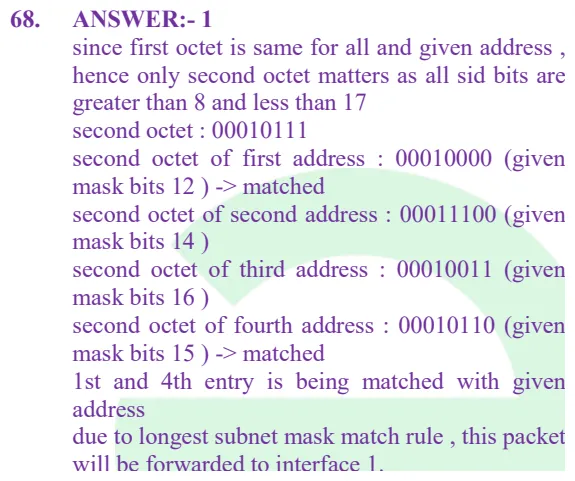 68. ANSWER:- 1
since first octet is same for all and given address ,
hence only second octet matters as all sid bits are
greater than 8 and less than 17
second octet : 00010111
second octet of first address : 00010000 (given
mask bits 12 ) -> matched
second octet of second address : 00011100 (given
mask bits 14 )
second octet of third address : 00010011 (given
mask bits 16 )
second octet of fourth address : 00010110 (given
mask bits 15 ) -> matched
1st and 4th entry is being matched with given
address
due to longest subnet mask match rule , this packet
will be forwarded to interface 1.